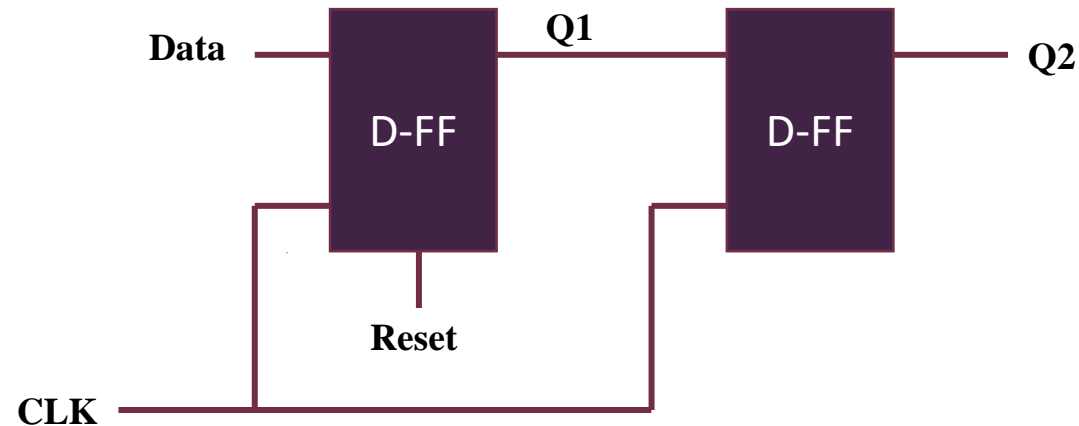 Q1
Data
Q2
D-FF
D-FF
Reset
CLK